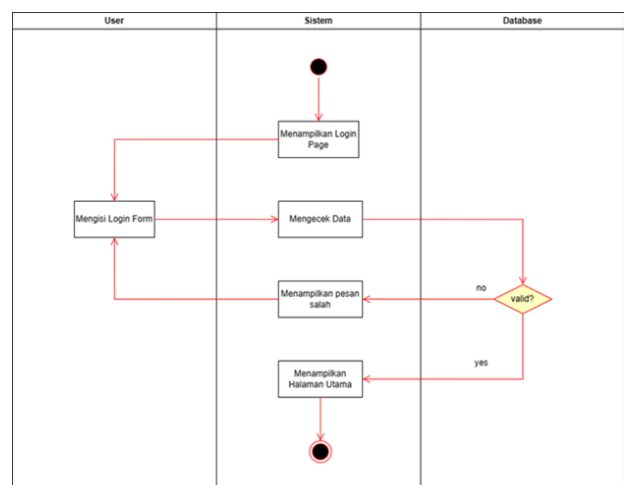 User
Sistem
Database
Menampilkan Login
Page
Mengisi Login Form
Mengecek Data
Menampilkan pesan
salah
no
valid?
yes
Menampilkan
Halaman Utama